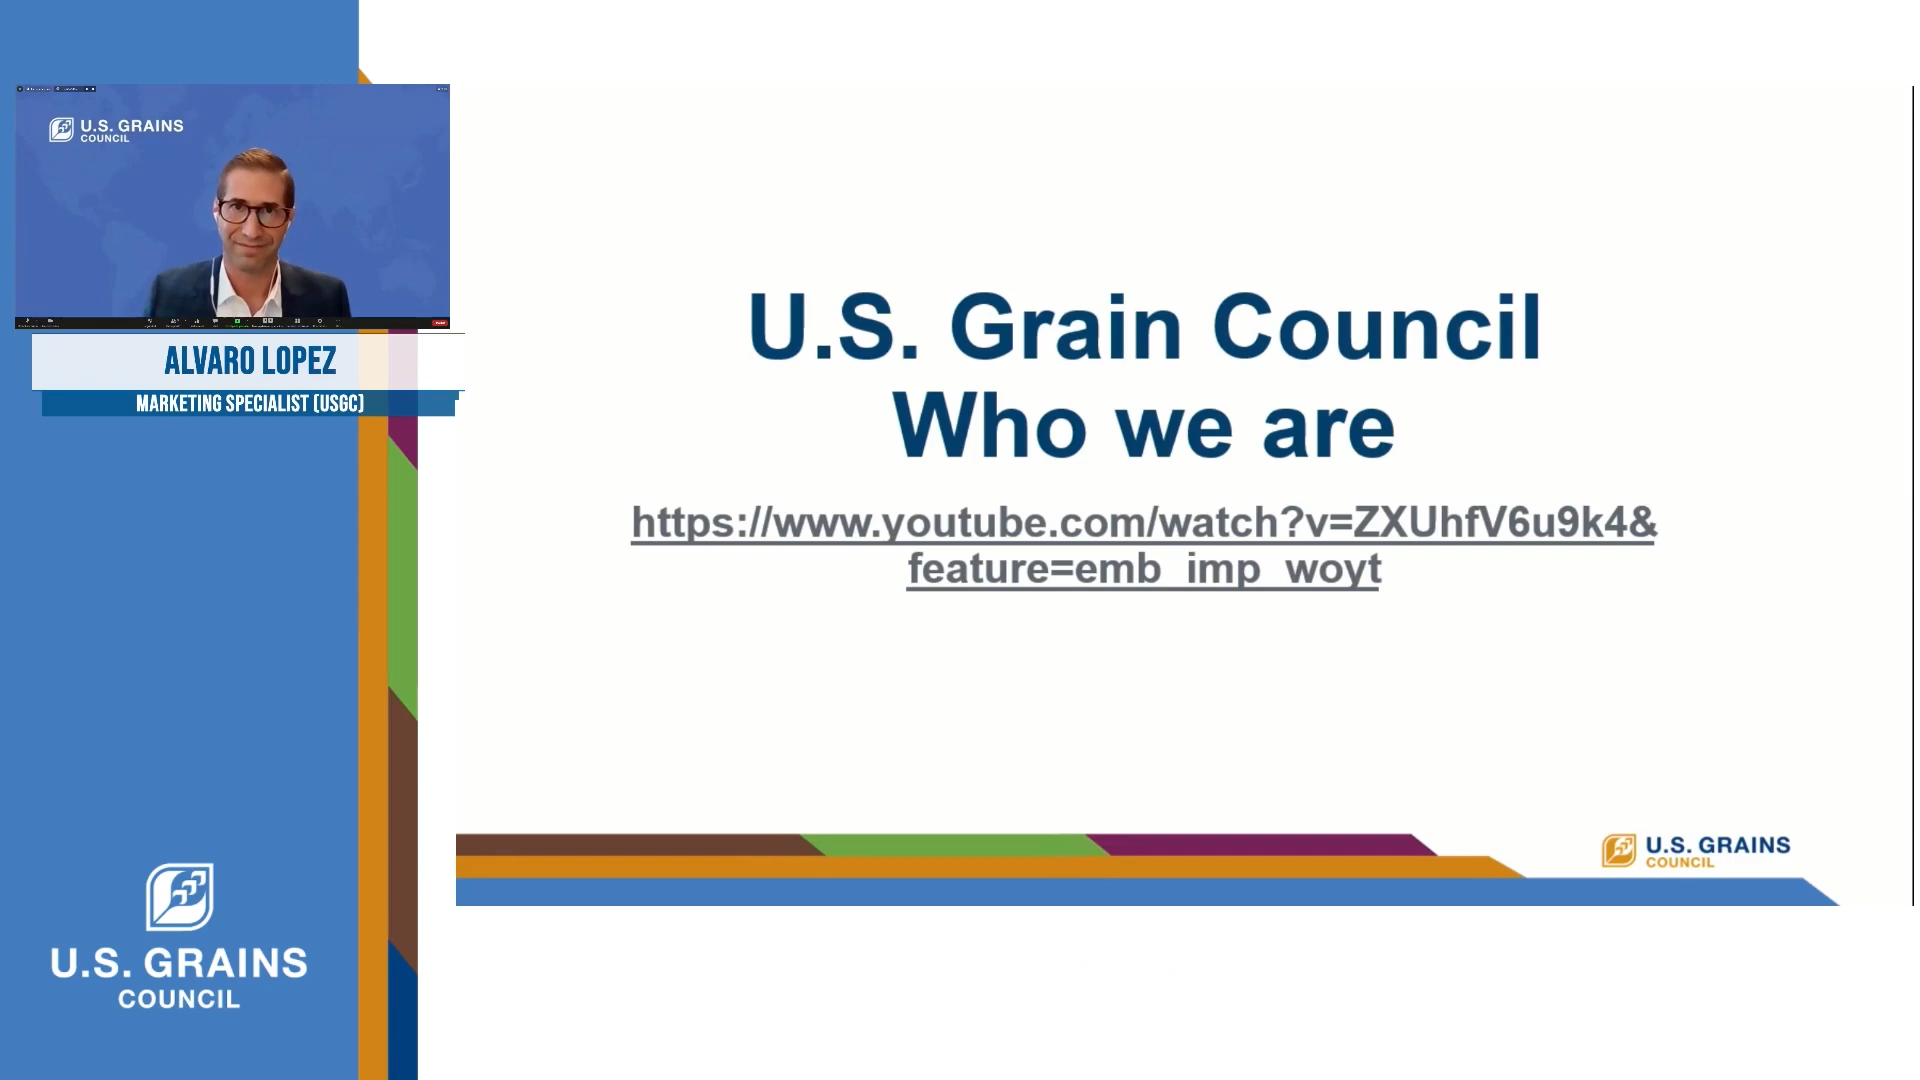 U.S. GRAINS
COUNCIL
ALVARO LOPEZ
MARKETING SPECIALIST (USGC)
U.S. Grain Council
Who we are
https://www.youtube.com/watch?v=ZXUhfV6u9k4&
feature=emb_imp_woyt
U.S. GRAINS
COUNCIL
U.S. GRAINS
COUNCIL